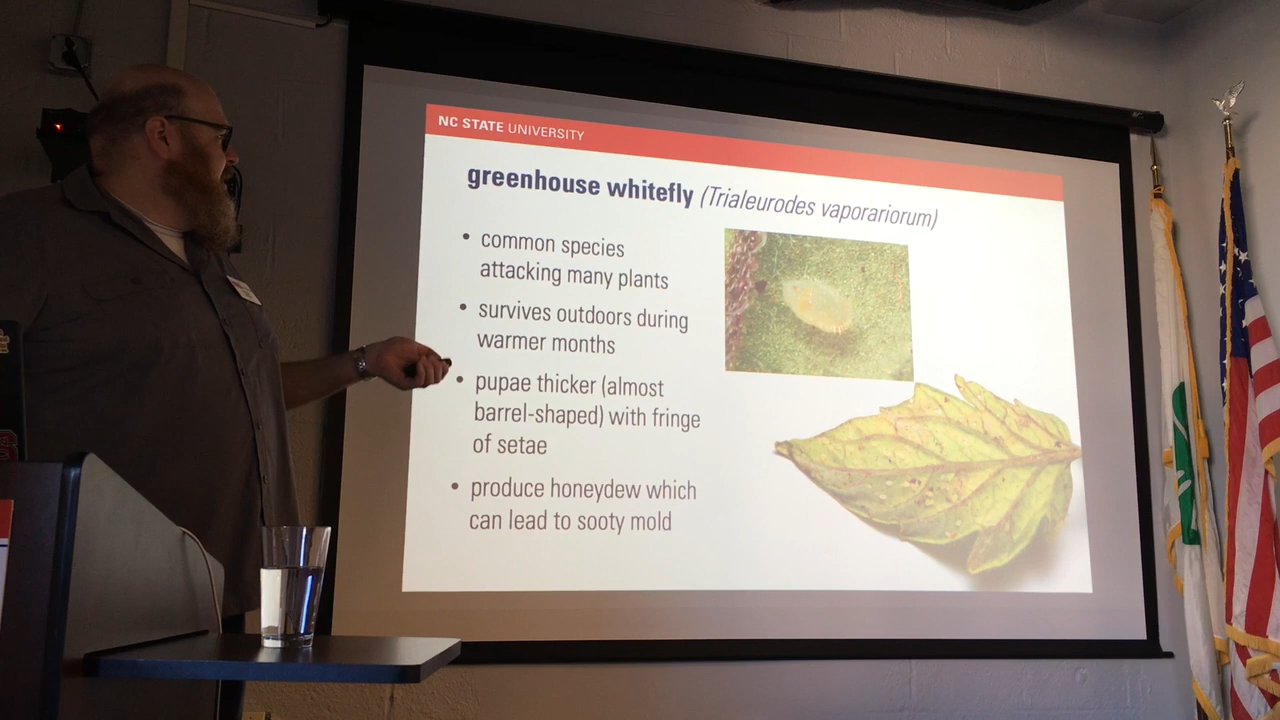 NC STATE UNIVERSITY
greenhouse whitefly (Trialeurodes vaporariorum)
• common species
attacking many plants
• survives outdoors during
warmer months
• pupae thicker (almost
barrel-shaped) with fringe
of setae
• produce honeydew which
can lead to sooty mold